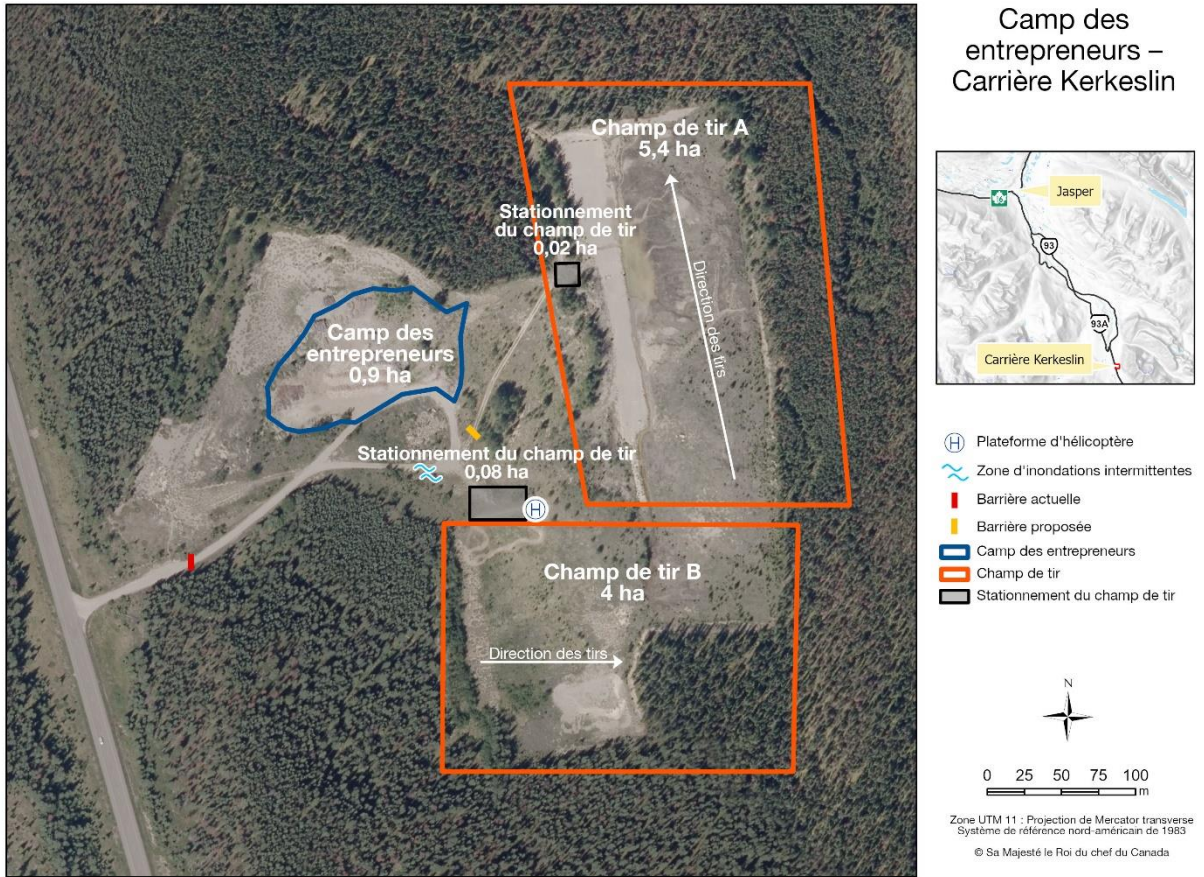 Camp des
entrepreneurs –
Carrière Kerkeslin
Champ de tir A
5,4 ha
Stationnement
du champ de tir
0,02 ha
Direction des tirs
Camp des
entrepreneurs
0,9 ha
Stationnement du champ de tir
0,08 ha
H
Champ de tir B
4 ha
Direction des tirs
Jasper
16
93
93A
Carrière Kerkeslin
H Plateforme d'hélicoptère
Zone d'inondations intermittentes
Barrière actuelle
Barrière proposée
Camp des entrepreneurs
Champ de tir
Stationnement du champ de tir
N
0 25 50 75 100
m
Zone UTM 11 : Projection de Mercator transverse
Système de référence nord-américain de 1983
© Sa Majesté le Roi du chef du Canada